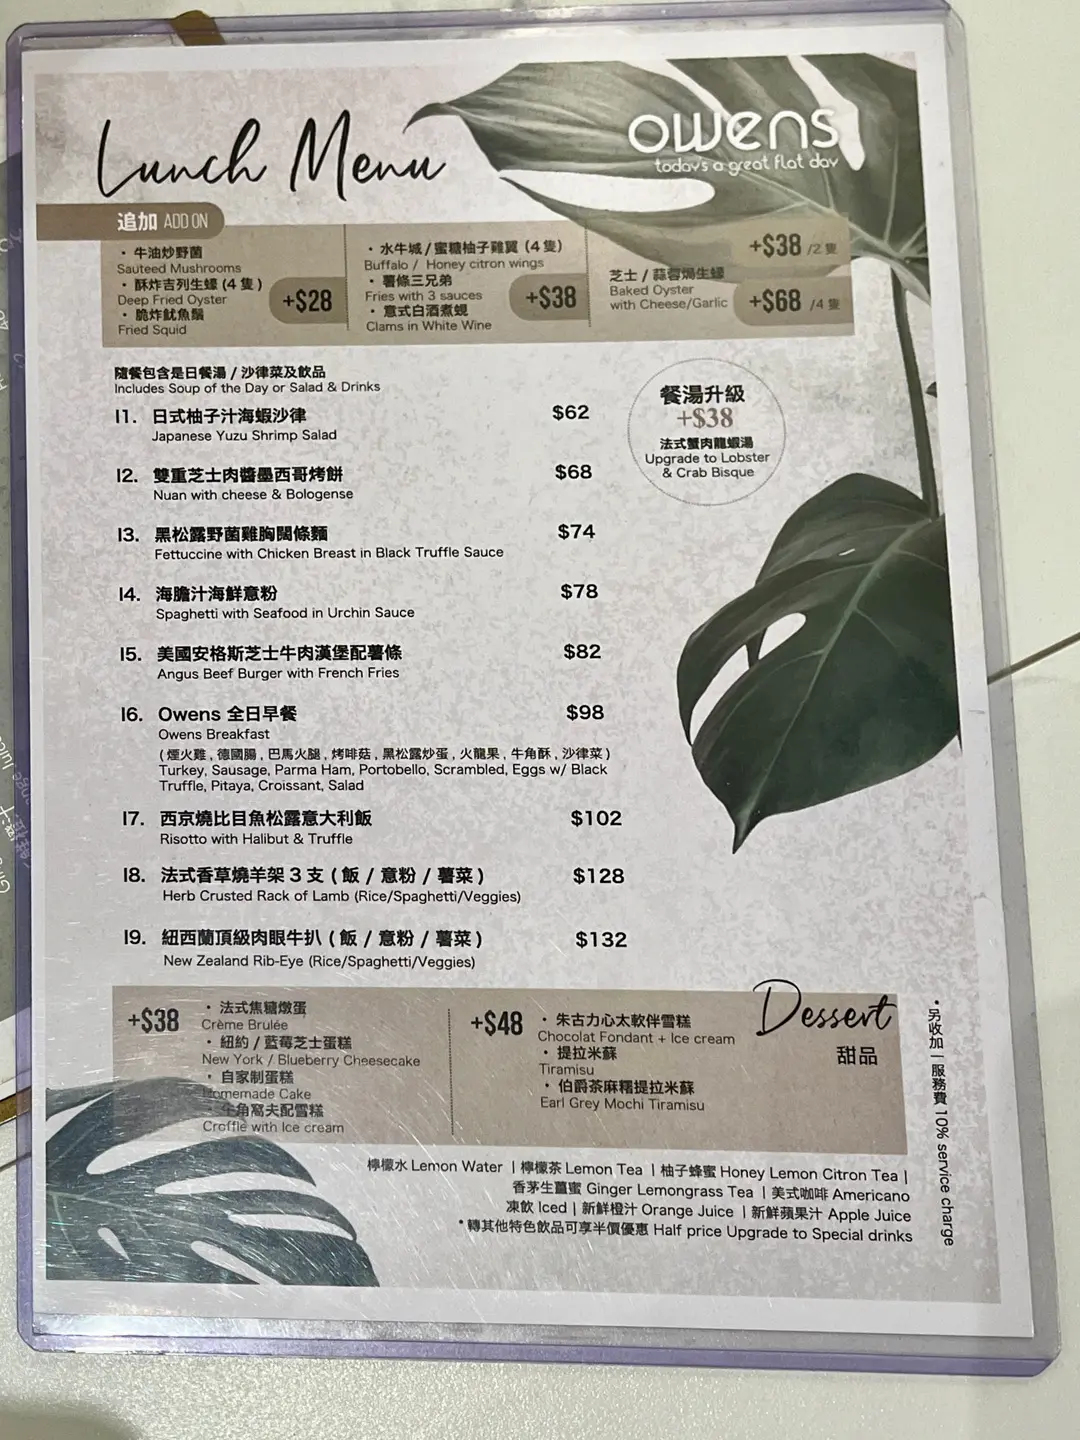 Lunch Menu
owens
today's a great flat day
追加 ADD ON
・牛油炒野菌
Sauteed Mushrooms
・酥炸吉列生蠔 (4 隻)
Deep Fried Oyster
・脆炸魷魚鬚
Fried Squid
+$28
・水牛城 / 蜜糖柚子雞翼 (4 隻)
Buffalo / Honey citron wings
・薯條三兄弟
Fries with 3 sauces
・意式白酒煮蜆
Clams in White Wine
+$38
芝士 / 蒜蓉焗生蠔
Baked Oyster
with Cheese/Garlic
+$38 /2 隻
+$68 /4 隻
隨餐包含是日餐湯 / 沙律菜及飲品
Includes Soup of the Day or Salad & Drinks
餐湯升級
+$38
法式蟹肉龍蝦湯
Upgrade to Lobster
& Crab Bisque
I1. 日式柚子汁海蝦沙律 $62
Japanese Yuzu Shrimp Salad
I2. 雙重芝士肉醬墨西哥烤餅 $68
Nuan with cheese & Bologense
I3. 黑松露野菌雞胸闊條麵 $74
Fettuccine with Chicken Breast in Black Truffle Sauce
I4. 海膽汁海鮮意粉 $78
Spaghetti with Seafood in Urchin Sauce
I5. 美國安格斯芝士牛肉漢堡配薯條 $82
Angus Beef Burger with French Fries
I6. Owens 全日早餐 $98
Owens Breakfast
(煙火雞 , 德國腸 , 巴馬火腿 , 烤啡菇 , 黑松露炒蛋 , 火龍果 , 牛角酥 , 沙律菜)
Turkey, Sausage, Parma Ham, Portobello, Scrambled, Eggs w/ Black
Truffle, Pitaya, Croissant, Salad
I7. 西京燒比目魚松露意大利飯 $102
Risotto with Halibut & Truffle
I8. 法式香草燒羊架 3 支 (飯 / 意粉 / 薯菜) $128
Herb Crusted Rack of Lamb (Rice/Spaghetti/Veggies)
I9. 紐西蘭頂級肉眼牛扒 (飯 / 意粉 / 薯菜) $132
New Zealand Rib-Eye (Rice/Spaghetti/Veggies)
Dessert
甜品
+$38
・法式焦糖燉蛋
Crème Brulée
・紐約 / 藍莓芝士蛋糕
New York / Blueberry Cheesecake
・自家制蛋糕
Homemade Cake
・牛角窩夫配雪糕
Croffle with Ice cream
+$48
・朱古力心太軟伴雪糕
Chocolat Fondant + Ice cream
・提拉米蘇
Tiramisu
・伯爵茶麻糬提拉米蘇
Earl Grey Mochi Tiramisu
檸檬水 Lemon Water | 檸檬茶 Lemon Tea | 柚子蜂蜜 Honey Lemon Citron Tea |
香茅生薑蜜 Ginger Lemongrass Tea | 美式咖啡 Americano
凍飲 Iced | 新鮮橙汁 Orange Juice | 新鮮蘋果汁 Apple Juice
*轉其他特色飲品可享半價優惠 Half price Upgrade to Special drinks
・另收加一服務費 10% service charge